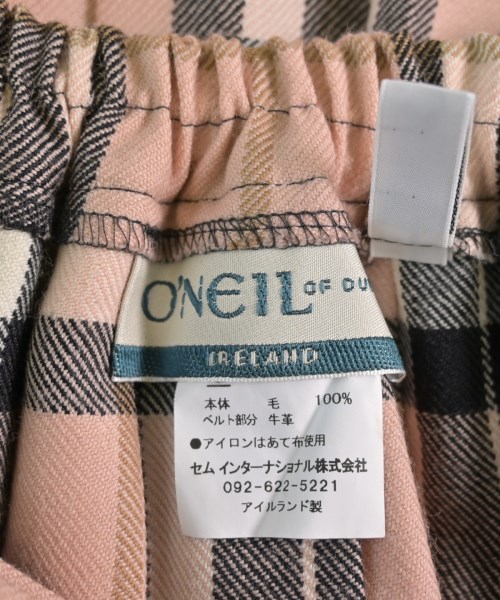 O'NEIL OF DU
IRELAND
本体 毛 100%
ベルト部分 牛革
●アイロンはあて布使用
セム インターナショナル株式会社
092-622-5221
アイルランド製